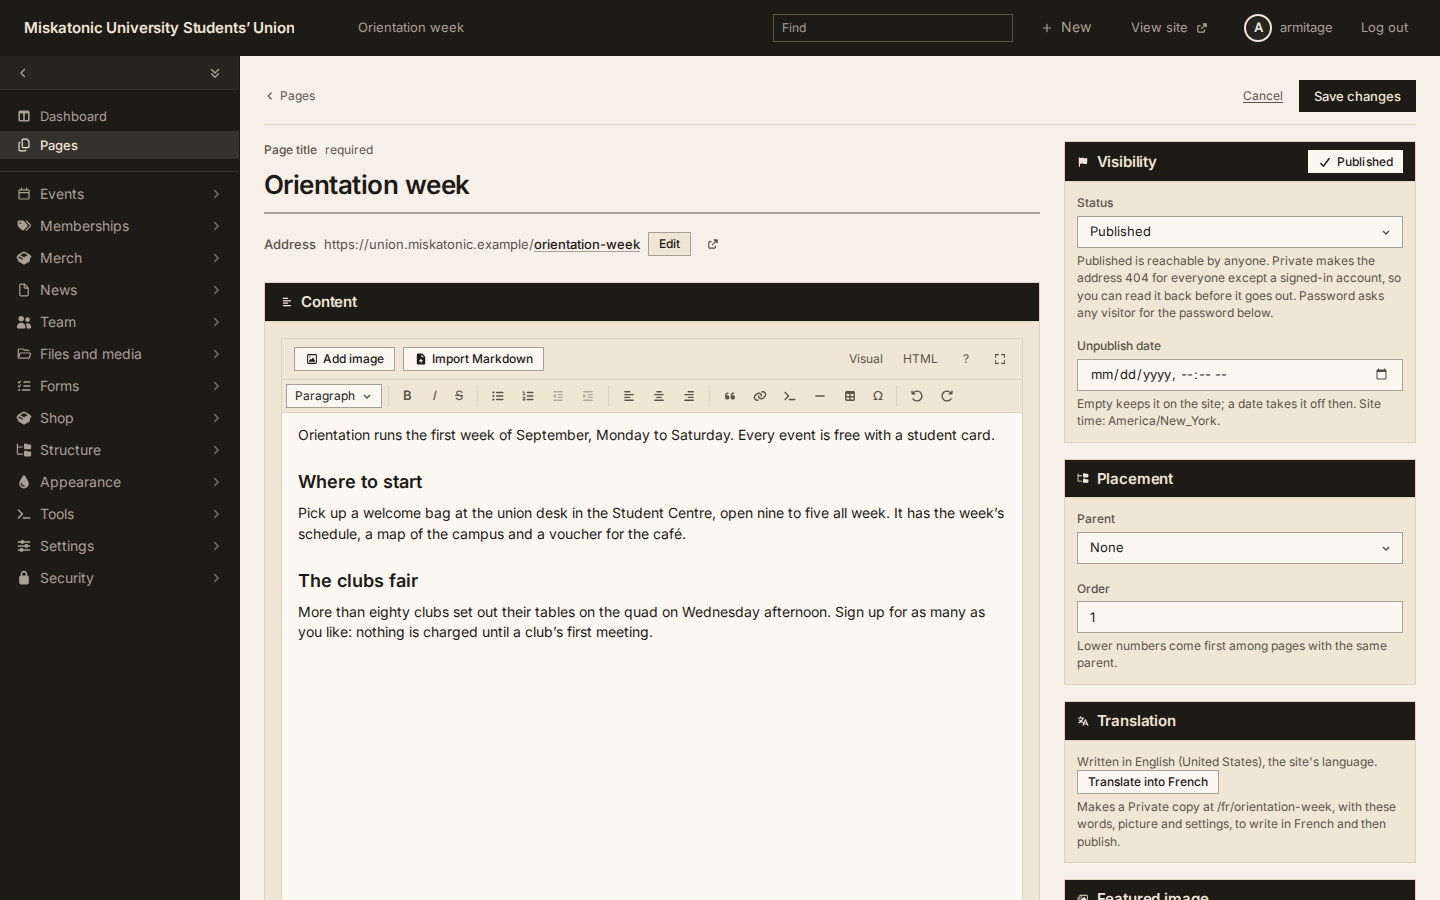 Miskatonic University Students’ Union
Orientation week
Find
New
View site
A
armitage
Log out
Dashboard
Pages
Events
Memberships
Merch
News
Team
Files and media
Forms
Shop
Structure
Appearance
Tools
Settings
Security
Pages
Cancel
Save changes
Page title required
Orientation week
Address https://union.miskatonic.example/orientation-week Edit
Content
Add image
Import Markdown
Visual
HTML
?
Paragraph
B
I
S
Ω
Orientation runs the first week of September, Monday to Saturday. Every event is free with a student card.
Where to start
Pick up a welcome bag at the union desk in the Student Centre, open nine to five all week. It has the week’s
schedule, a map of the campus and a voucher for the café.
The clubs fair
More than eighty clubs set out their tables on the quad on Wednesday afternoon. Sign up for as many as
you like: nothing is charged until a club’s first meeting.
Visibility
Published
Status
Published
Published is reachable by anyone. Private makes the
address 404 for everyone except a signed-in account, so
you can read it back before it goes out. Password asks
any visitor for the password below.
Unpublish date
mm/dd/yyyy, --:-- --
Empty keeps it on the site; a date takes it off then. Site
time: America/New_York.
Placement
Parent
None
Order
1
Lower numbers come first among pages with the same
parent.
Translation
Written in English (United States), the site's language.
Translate into French
Makes a Private copy at /fr/orientation-week, with these
words, picture and settings, to write in French and then
publish.
Featured image